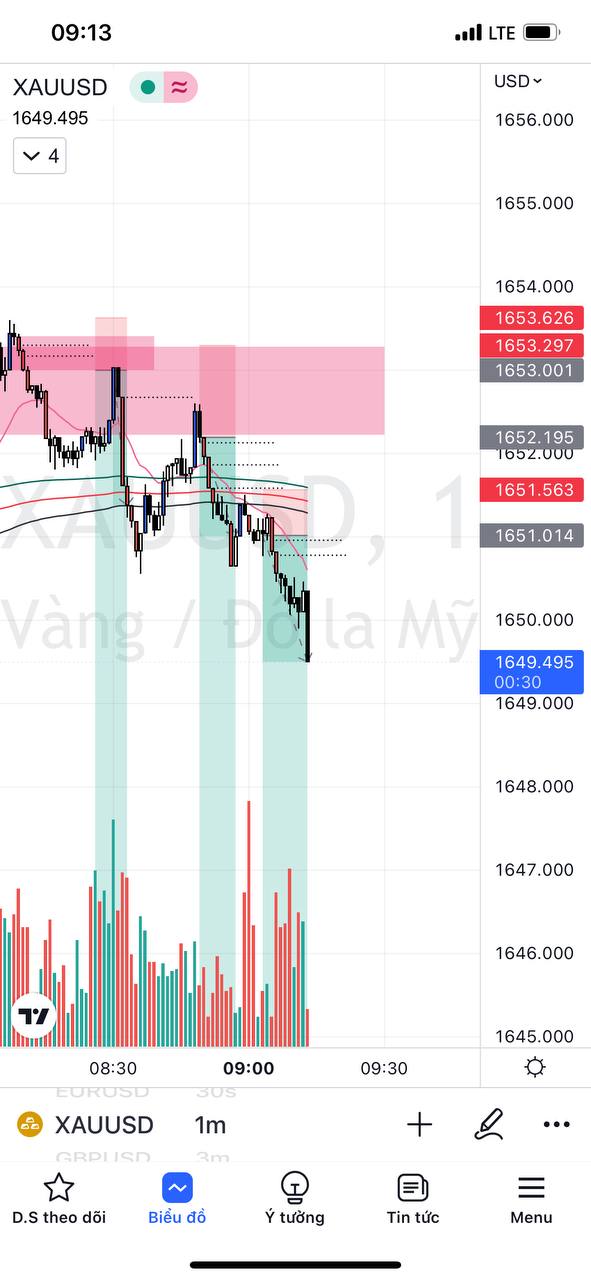 09:13
LTE
XAUUSD
≈
USD
1649.495
4
1656.000
1655.000
1654.000
1653.626
1653.297
1653.001
1652.195
1652.000
1651.563
1651.014
1650.000
1649.495
00:30
1649.000
1648.000
1647.000
1646.000
1645.000
XAUUSD, 1
Vàng / Đô la Mỹ
08:30
09:00
09:30
EURUSD 30s
XAUUSD 1m
GBPUSD 3m
D.S theo dõi
Biểu đồ
Ý tưởng
Tin tức
Menu